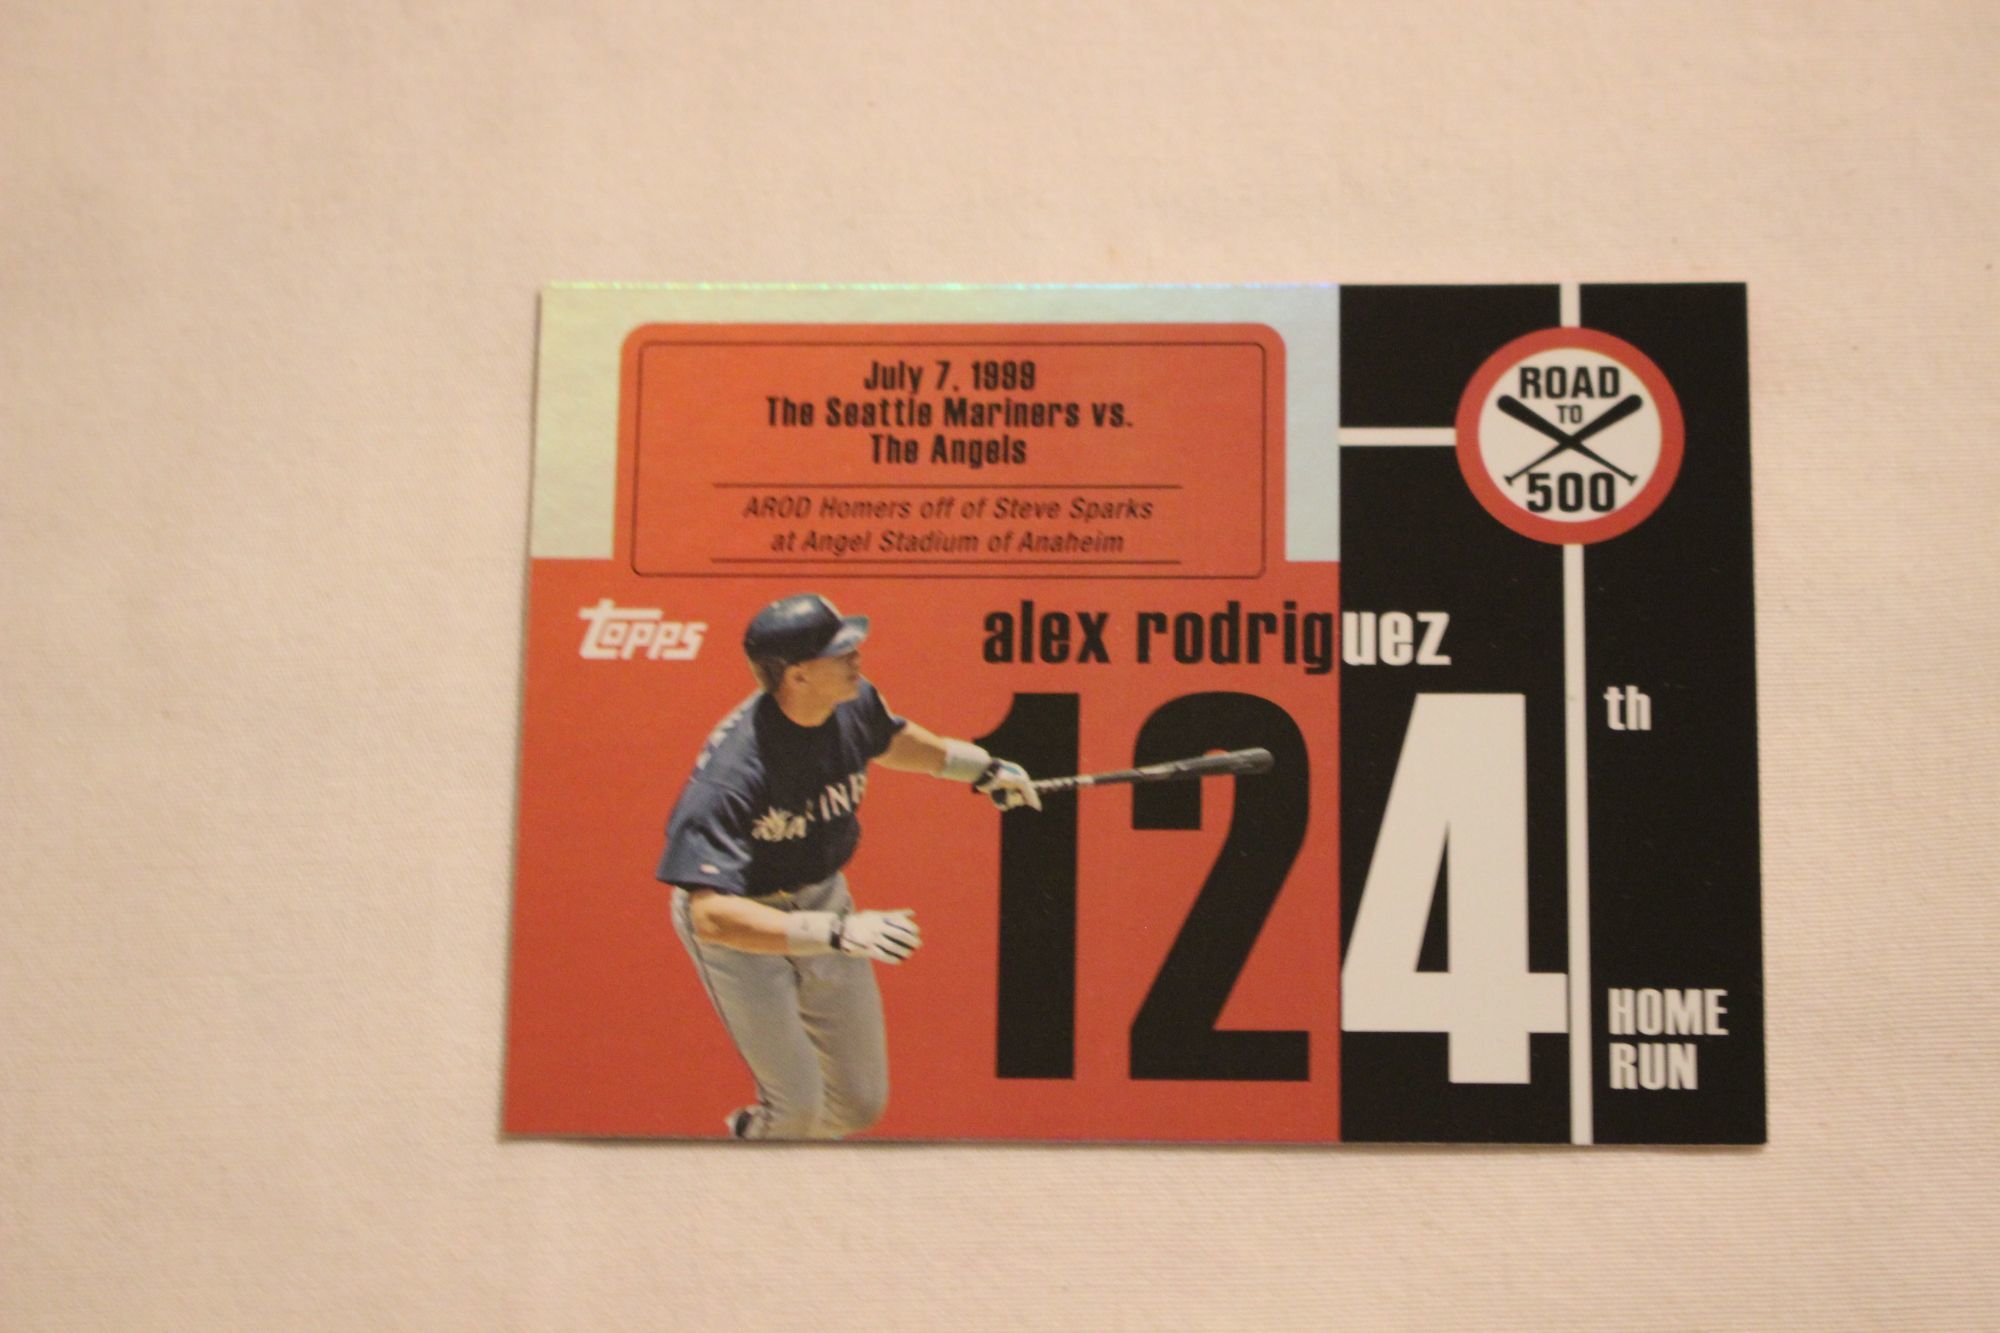 July 7, 1999
The Seattle Mariners vs.
The Angels
AROD Homers off of Steve Sparks
at Angel Stadium of Anaheim
ROAD
TO
500
topps
alex rodriguez
124
th
HOME
RUN